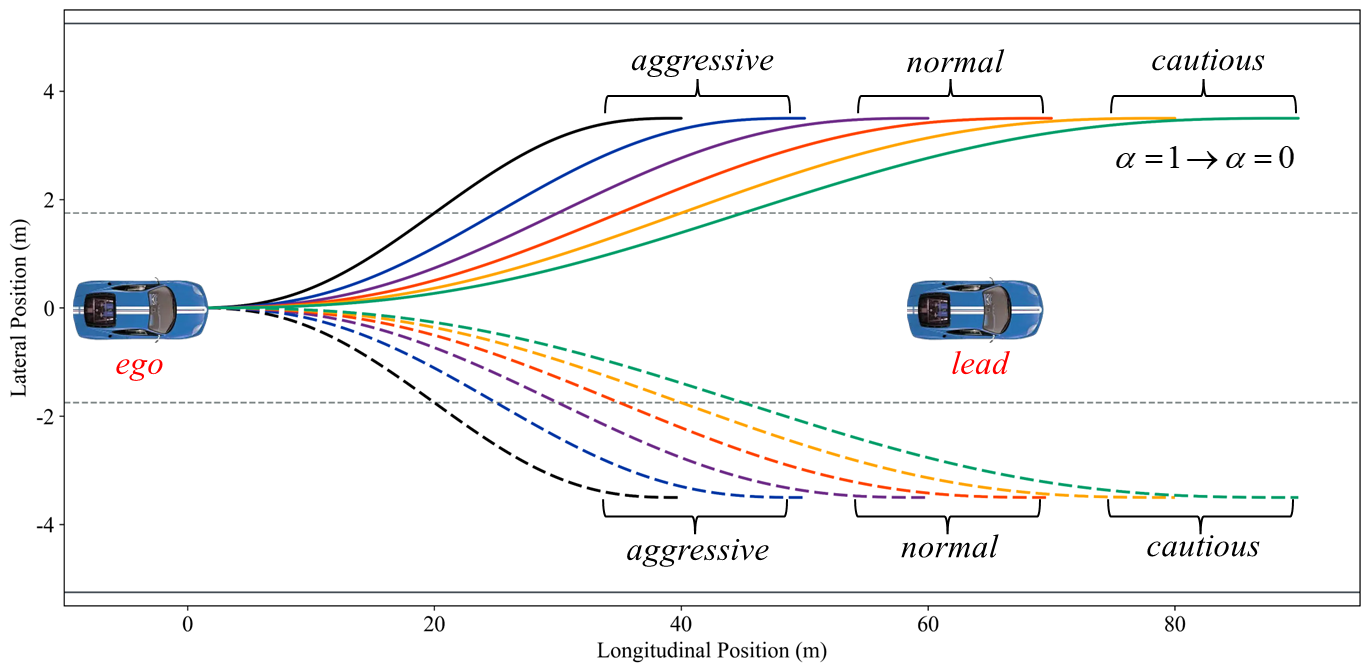 aggressive
normal
cautious
α = 1 → α = 0
4
2
0
-2
-4
Lateral Position (m)
ego
lead
aggressive
normal
cautious
0
20
40
60
80
Longitudinal Position (m)